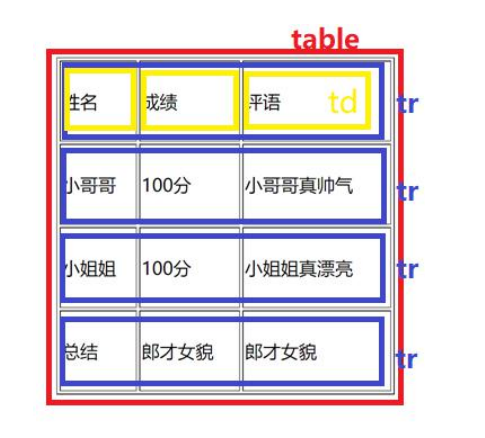 table
姓名 成绩 评语 td tr
小哥哥 100分 小哥哥真帅气 tr
小姐姐 100分 小姐姐真漂亮 tr
总结 郎才女貌 郎才女貌 tr